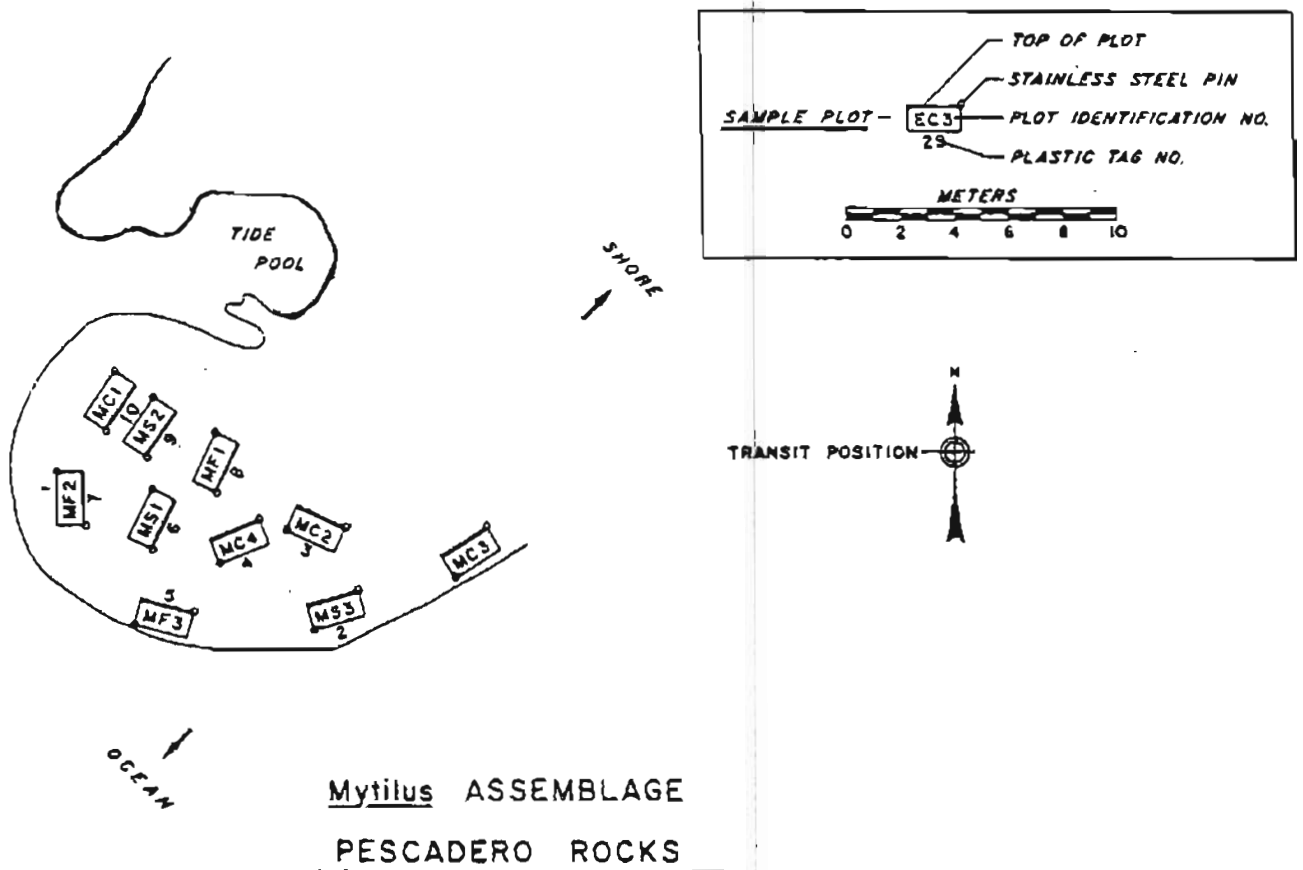 TOP OF PLOT
STAINLESS STEEL PIN
SAMPLE PLOT
EC3
PLOT IDENTIFICATION NO.
29
PLASTIC TAG NO.
METERS
0 2 4 6 8 10
TIDE
POOL
SHORE
N
TRANSIT POSITION
MC1
10
MS2
9
MF1
8
1
MF2
7
MS1
6
MC4
4
MC2
3
MC3
5
MF3
MS3
2
OCEAN
Mytilus ASSEMBLAGE
PESCADERO ROCKS